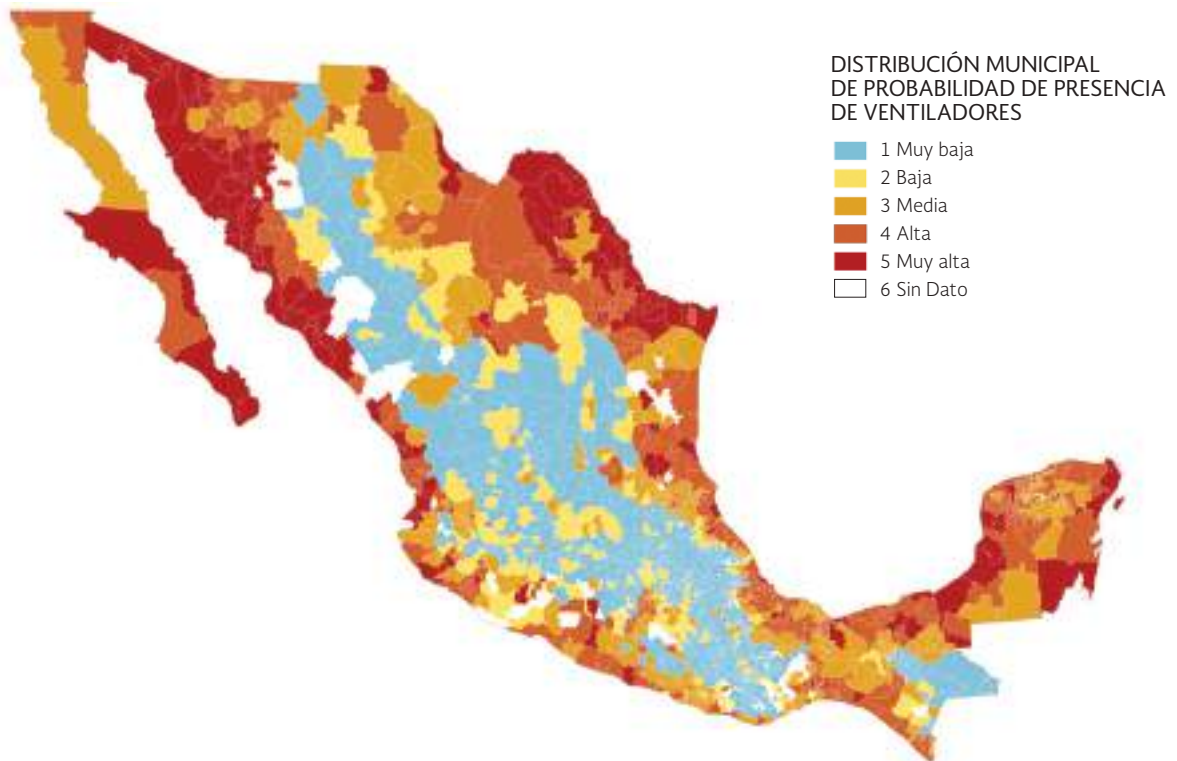 DISTRIBUCIÓN MUNICIPAL
DE PROBABILIDAD DE PRESENCIA
DE VENTILADORES
1 Muy baja
2 Baja
3 Media
4 Alta
5 Muy alta
6 Sin Dato